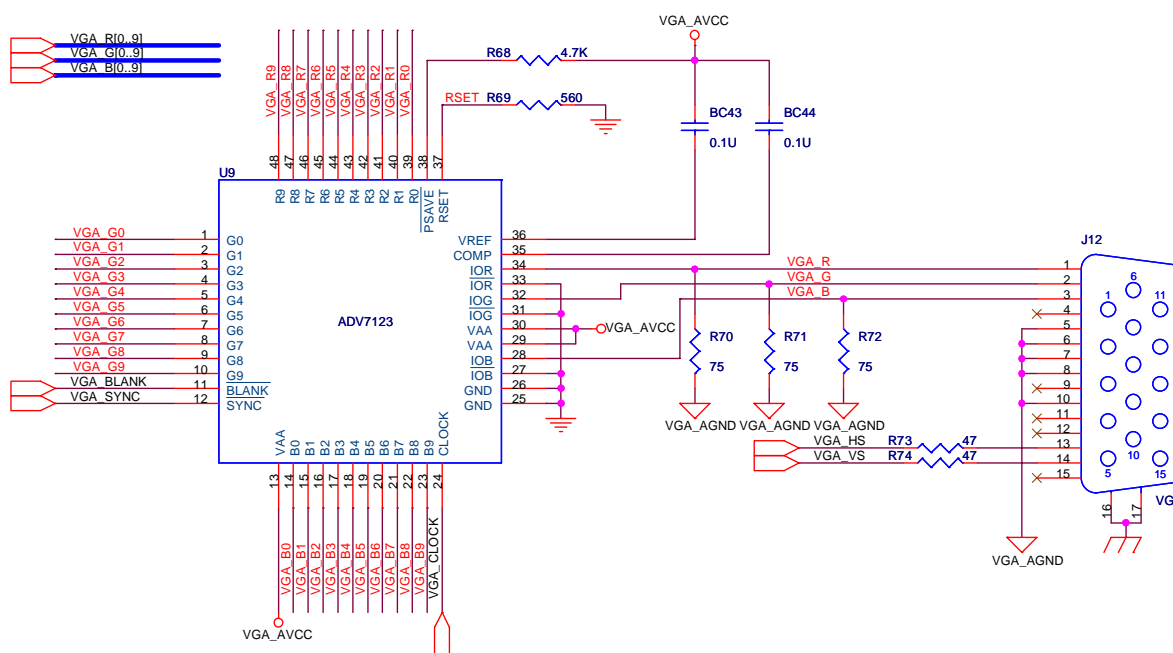 VGA_R[0..9]
VGA_G[0..9]
VGA_B[0..9]
VGA_AVCC
R68 4.7K
RSET R69 560
BC43
0.1U
BC44
0.1U
VGA_R9
VGA_R8
VGA_R7
VGA_R6
VGA_R5
VGA_R4
VGA_R3
VGA_R2
VGA_R1
VGA_R0
48 47 46 45 44 43 42 41 40 39 38 37
U9
R9 R8 R7 R6 R5 R4 R3 R2 R1 R0 PSAVE RSET
ADV7123
VGA_G0 1 G0
VGA_G1 2 G1
VGA_G2 3 G2
VGA_G3 4 G3
VGA_G4 5 G4
VGA_G5 6 G5
VGA_G6 7 G6
VGA_G7 8 G7
VGA_G8 9 G8
VGA_G9 10 G9
VGA_BLANK 11 BLANK
VGA_SYNC 12 SYNC
VREF 36
COMP 35
IOR 34
IOR 33
IOG 32
IOG 31
VAA 30
VAA 29
IOB 28
IOB 27
GND 26
GND 25
VGA_AVCC
VGA_R
VGA_G
VGA_B
R70
75
R71
75
R72
75
VGA_AGND VGA_AGND VGA_AGND
VGA_HS R73 47
VGA_VS R74 47
J12
1
2
3
4
5
6
7
8
9
10
11
12
13
14
15
6
1 11
10
5 15
VG
16 17
VGA_AGND
VAA B0 B1 B2 B3 B4 B5 B6 B7 B8 B9 CLOCK
13 14 15 16 17 18 19 20 21 22 23 24
VGA_B0
VGA_B1
VGA_B2
VGA_B3
VGA_B4
VGA_B5
VGA_B6
VGA_B7
VGA_B8
VGA_B9
VGA_CLOCK
VGA_AVCC